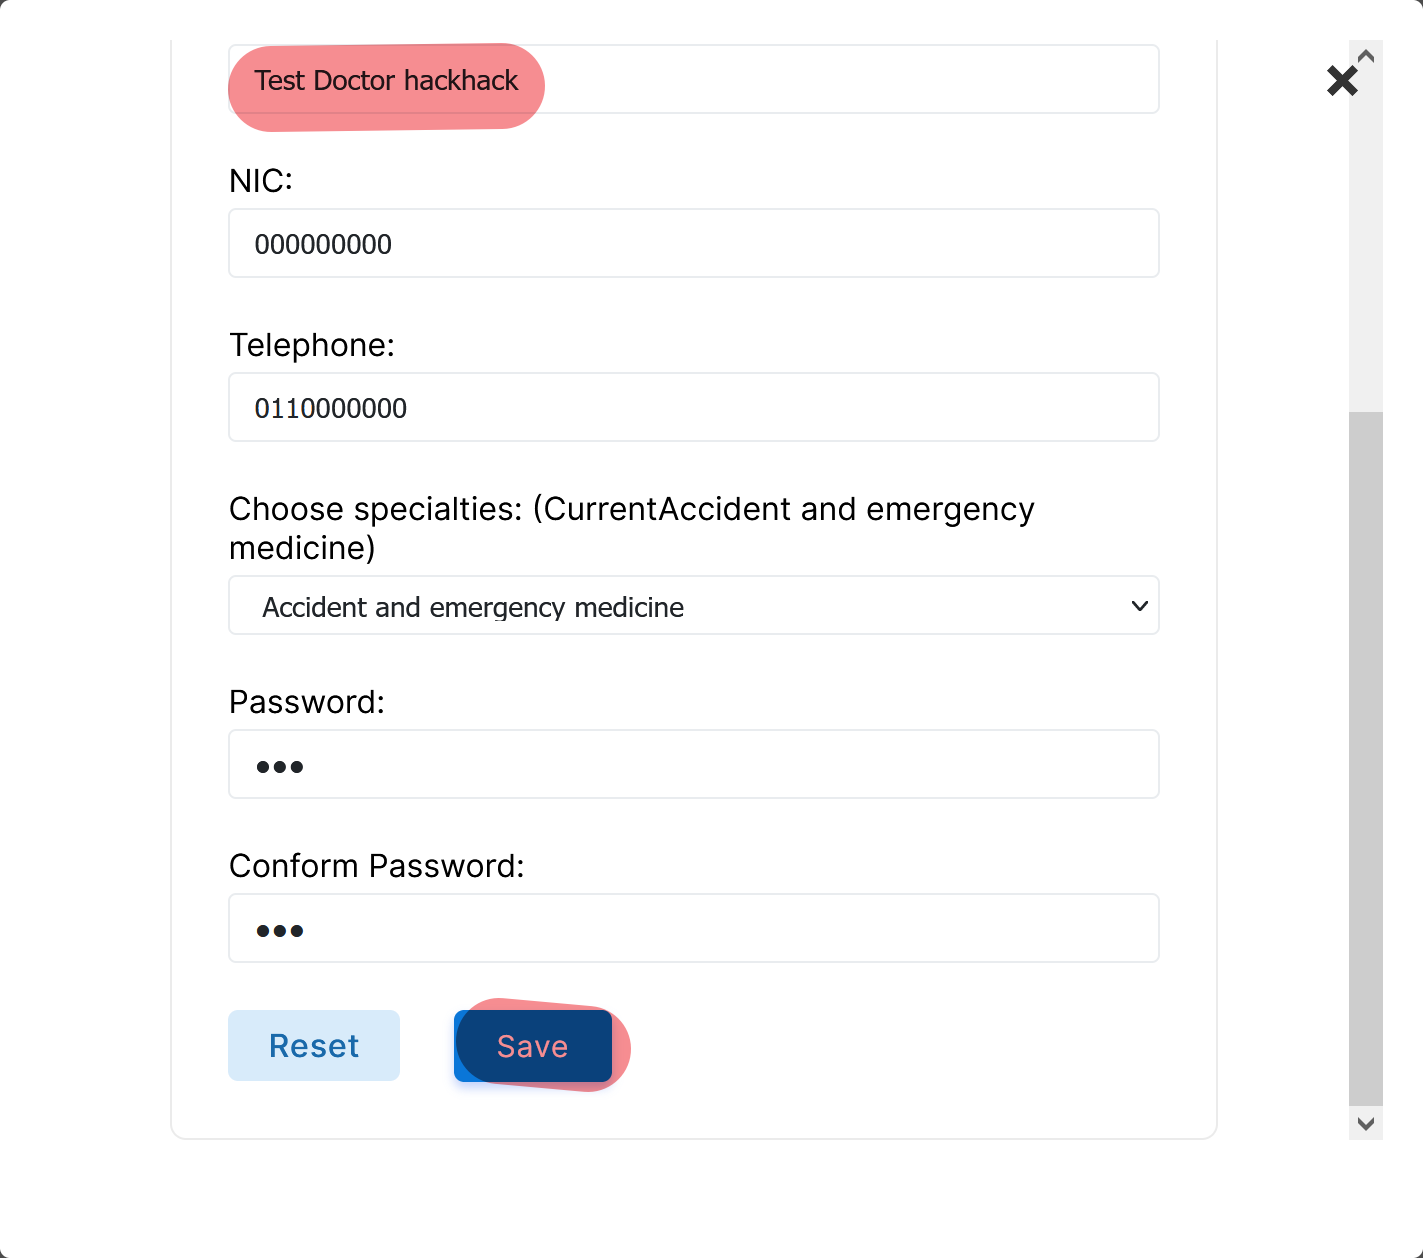 Test Doctor hackhack
NIC:
000000000
Telephone:
0110000000
Choose specialties: (CurrentAccident and emergency
medicine)
Accident and emergency medicine
Password:
●●●
Conform Password:
●●●
Reset
Save